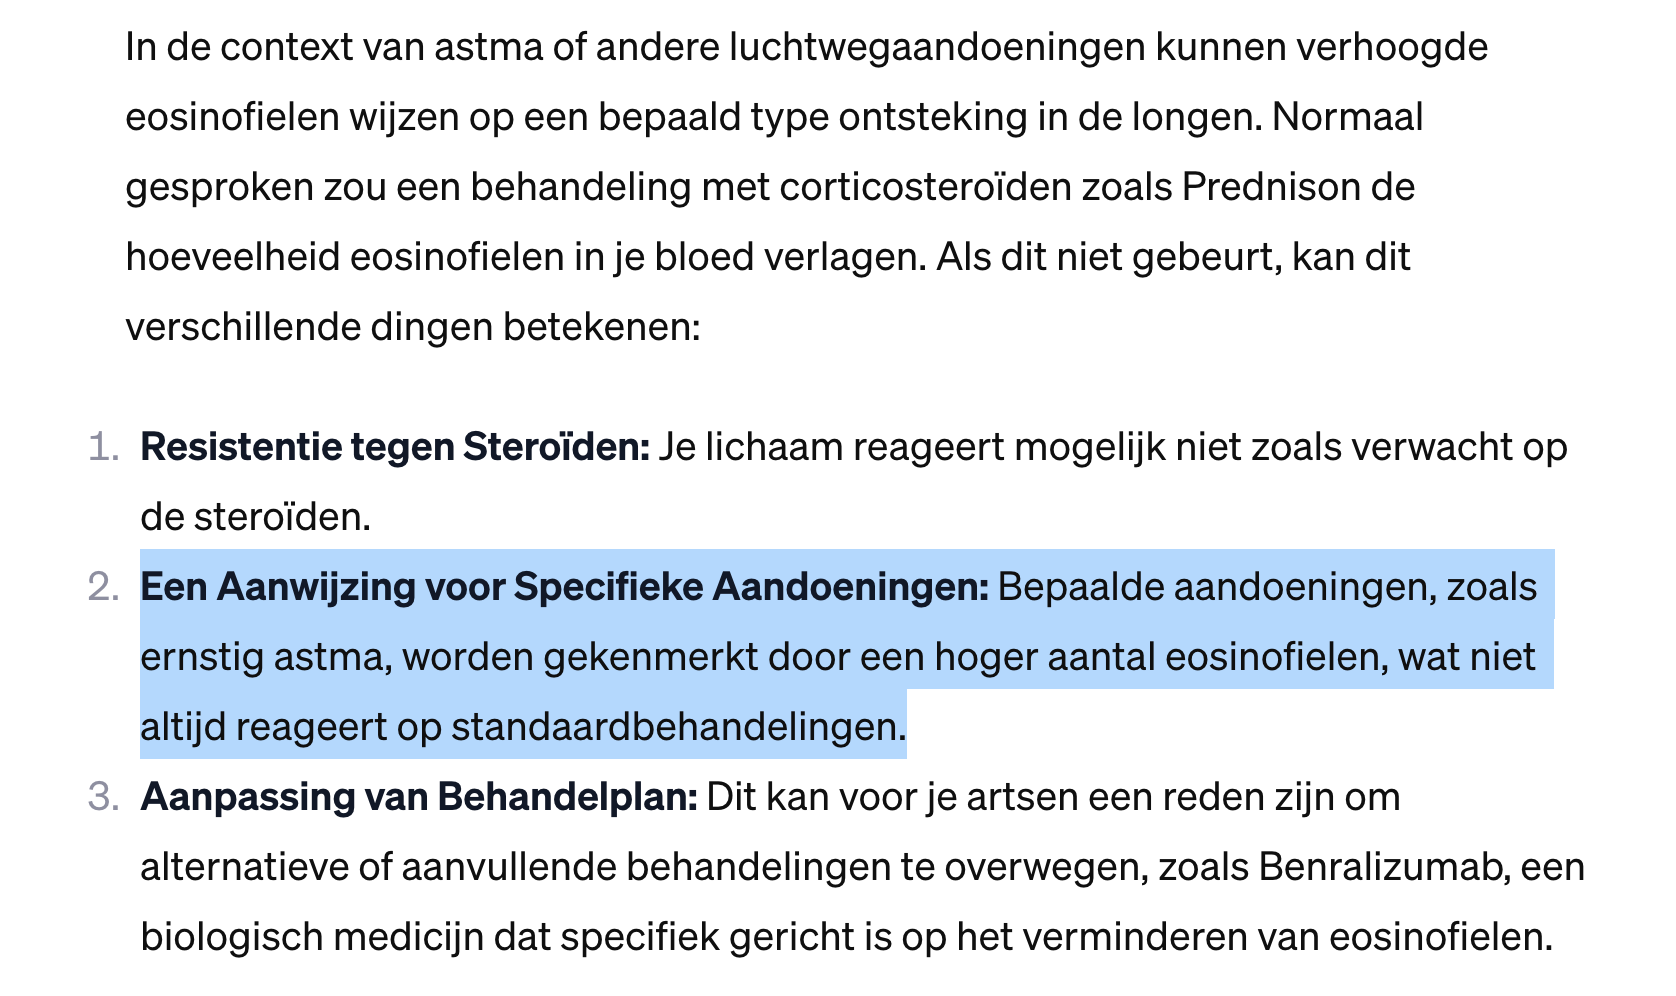 In de context van astma of andere luchtwegaandoeningen kunnen verhoogde
eosinofielen wijzen op een bepaald type ontsteking in de longen. Normaal
gesproken zou een behandeling met corticosteroïden zoals Prednison de
hoeveelheid eosinofielen in je bloed verlagen. Als dit niet gebeurt, kan dit
verschillende dingen betekenen:
1. Resistentie tegen Steroïden: Je lichaam reageert mogelijk niet zoals verwacht op
de steroïden.
2. Een Aanwijzing voor Specifieke Aandoeningen: Bepaalde aandoeningen, zoals
ernstig astma, worden gekenmerkt door een hoger aantal eosinofielen, wat niet
altijd reageert op standaardbehandelingen.
3. Aanpassing van Behandelplan: Dit kan voor je artsen een reden zijn om
alternatieve of aanvullende behandelingen te overwegen, zoals Benralizumab, een
biologisch medicijn dat specifiek gericht is op het verminderen van eosinofielen.